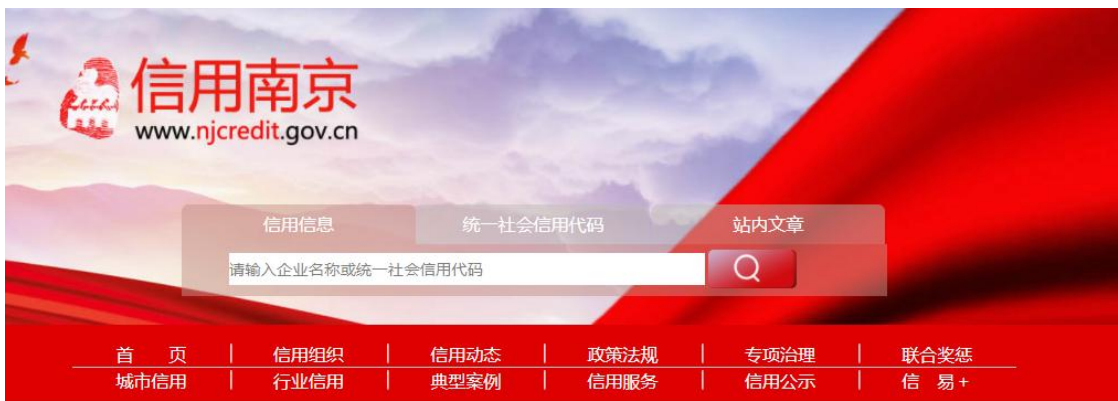 信用南京
www.njcredit.gov.cn
信用信息 统一社会信用代码 站内文章
请输入企业名称或统一社会信用代码
首 页 | 信用组织 | 信用动态 | 政策法规 | 专项治理 | 联合奖惩
城市信用 | 行业信用 | 典型案例 | 信用服务 | 信用公示 | 信 易+